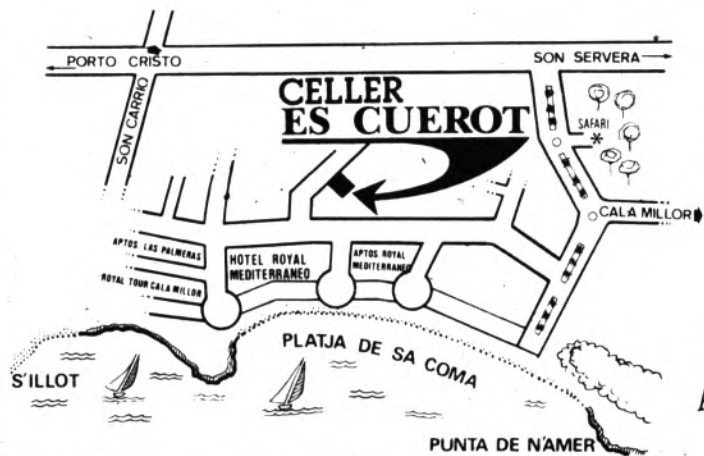 PORTO CRISTO
SON SERVERA
SON CARRIO
CELLER
ES CUEROT
SAFARI
CALA MILLOR
APTOS LAS PALMERAS
ROYAL TOUR CALA MILLOR
HOTEL ROYAL
MEDITERRANEO
APTOS ROYAL
MEDITERRANEO
PLATJA DE SA COMA
S'ILLOT
PUNTA DE N'AMER